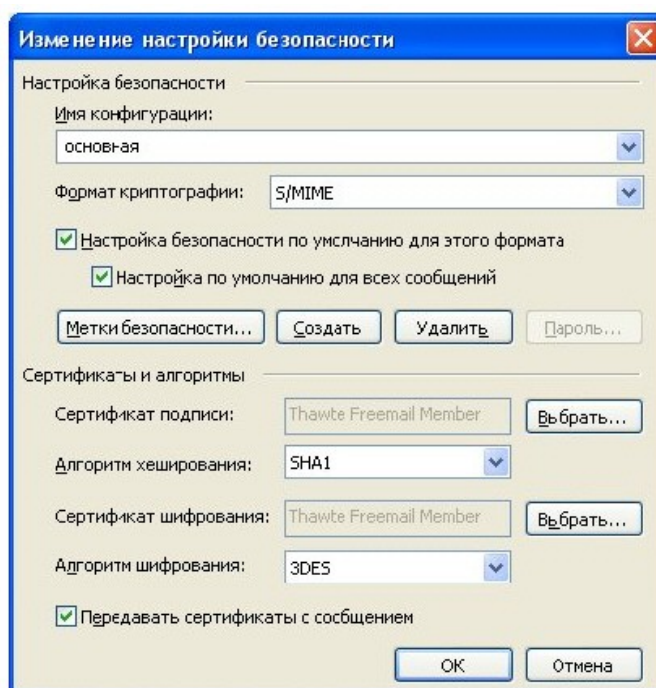 Изменение настройки безопасности
Настройка безопасности
Имя конфигурации:
основная
Формат криптографии: S/MIME
Настройка безопасности по умслчанию для этого формата
Настройка по умолчанию для всех сообщений
Метки безопасности... Создать Удалить Пароль...
Сертификаты и алгоритмы
Сертификат подписи: Thawte Freemail Member Выбрать...
Алгоритм хеширования: SHA1
Сертификат шифрования: Thawte Freemail Member Выбрать...
Алгоритм шифрования: 3DES
Передавать сертификаты с сообщением
ОК Отмена